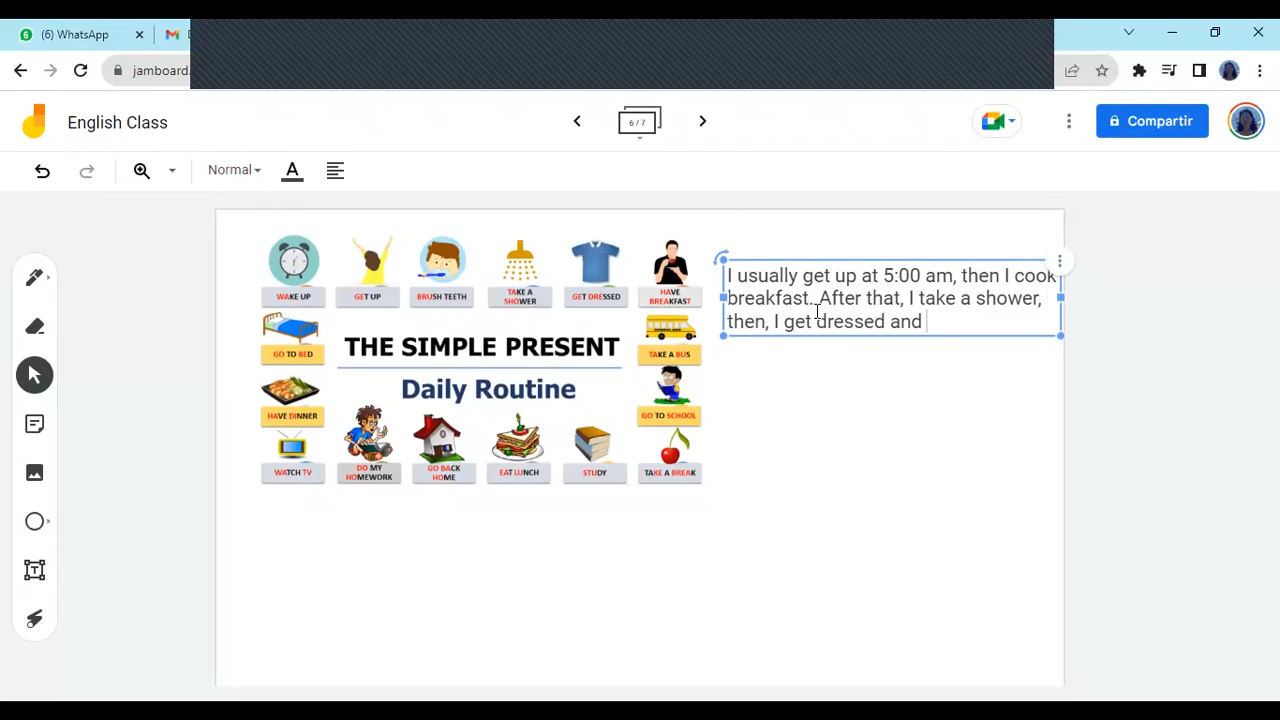 6 (6) WhatsApp
jamboard.
English Class
6 / 7
Compartir
Normal
WAKE UP
GET UP
BRUSH TEETH
TAKE A SHOWER
GET DRESSED
HAVE BREAKFAST
GO TO BED
THE SIMPLE PRESENT
TAKE A BUS
Daily Routine
HAVE DINNER
GO TO SCHOOL
WATCH TV
DO MY HOMEWORK
GO BACK HOME
EAT LUNCH
STUDY
TAKE A BREAK
I usually get up at 5:00 am, then I cook
breakfast. After that, I take a shower,
then, I get dressed and